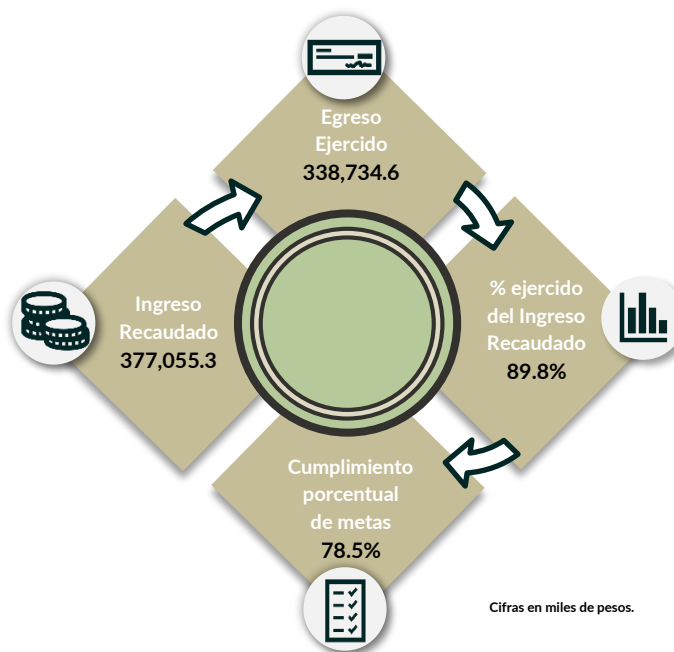 Egreso
Ejercido
338,734.6
Ingreso
Recaudado
377,055.3
% ejercido
del Ingreso
Recaudado
89.8%
Cumplimiento
porcentual
de metas
78.5%
Cifras en miles de pesos.